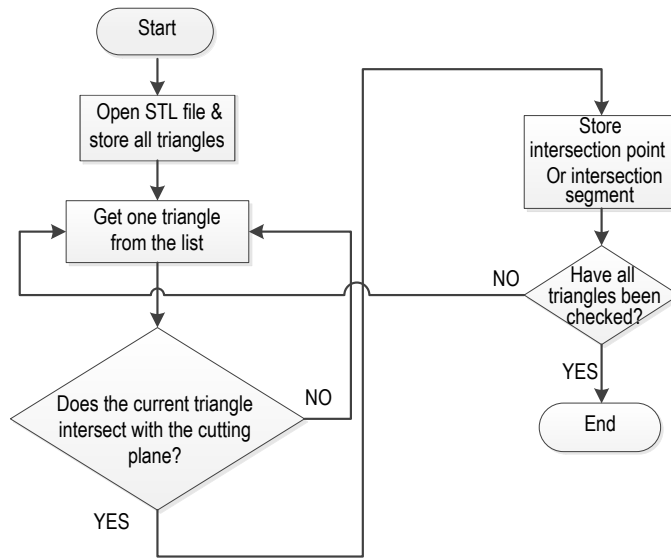 Start
Open STL file &
store all triangles
Get one triangle
from the list
Does the current triangle
intersect with the cutting
plane?
NO
YES
Store
intersection point
Or intersection
segment
Have all
triangles been
checked?
NO
YES
End